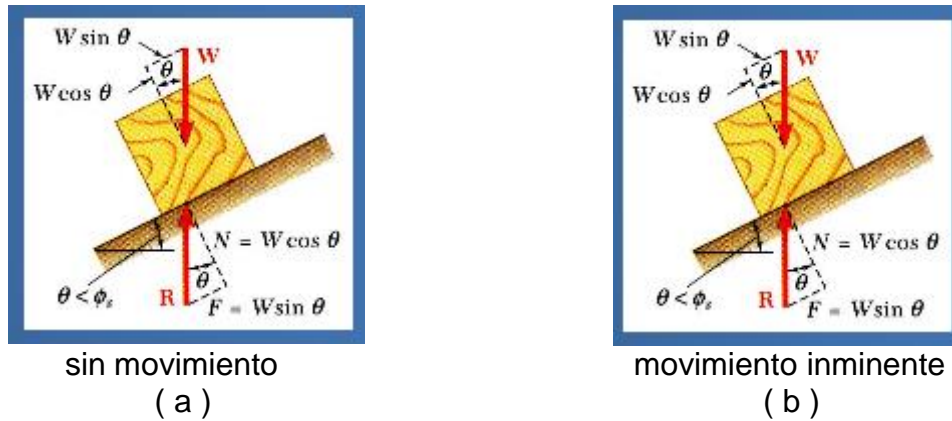 W sin θ
W
θ
W cos θ
N = W cos θ
θ
θ < ϕs
R
F = W sin θ
sin movimiento
( a )
W sin θ
W
θ
W cos θ
N = W cos θ
θ
θ < ϕs
R
F = W sin θ
movimiento inminente
( b )